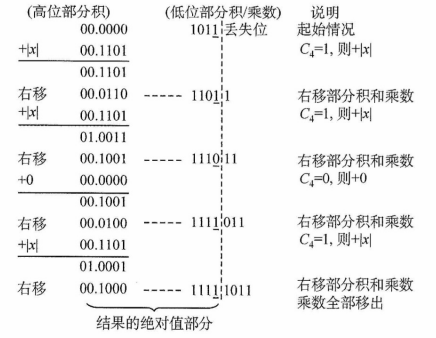 (高位部分积) (低位部分积/乘数) 说明
00.0000 1011 丢失位 起始情况
+|x| 00.1101 C₄=1, 则+|x|
00.1101
右移 00.0110 ----- 1101 1 右移部分积和乘数
+|x| 00.1101 C₄=1, 则+|x|
01.0011
右移 00.1001 ----- 1110 11 右移部分积和乘数
+0 00.0000 C₄=0, 则+0
00.1001
右移 00.0100 ----- 1111 011 右移部分积和乘数
+|x| 00.1101 C₄=1, 则+|x|
01.0001
右移 00.1000 ----- 1111 1011 右移部分积和乘数
乘数全部移出
结果的绝对值部分